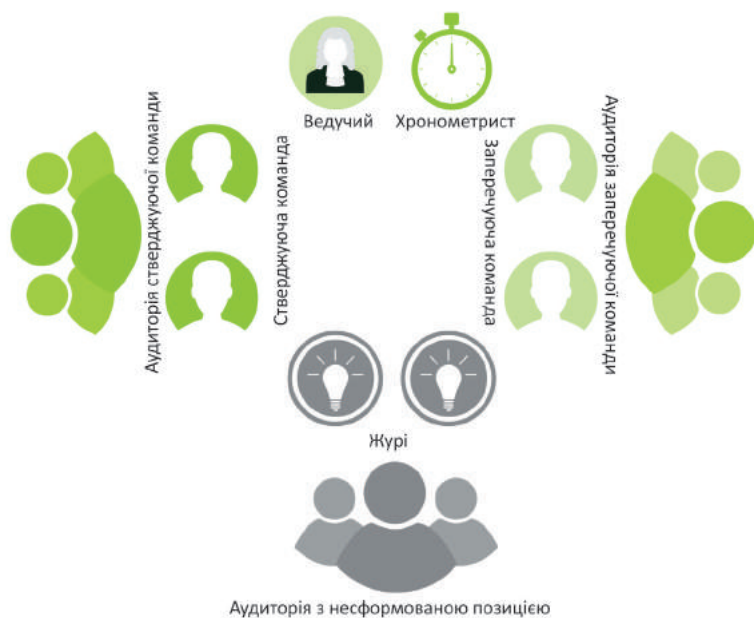 Ведучий
Хронометрист
Аудиторія стверджуючої команди
Стверджуюча команда
Заперечуюча команда
Аудиторія заперечуючої команди
Журі
Аудиторія з несформованою позицією